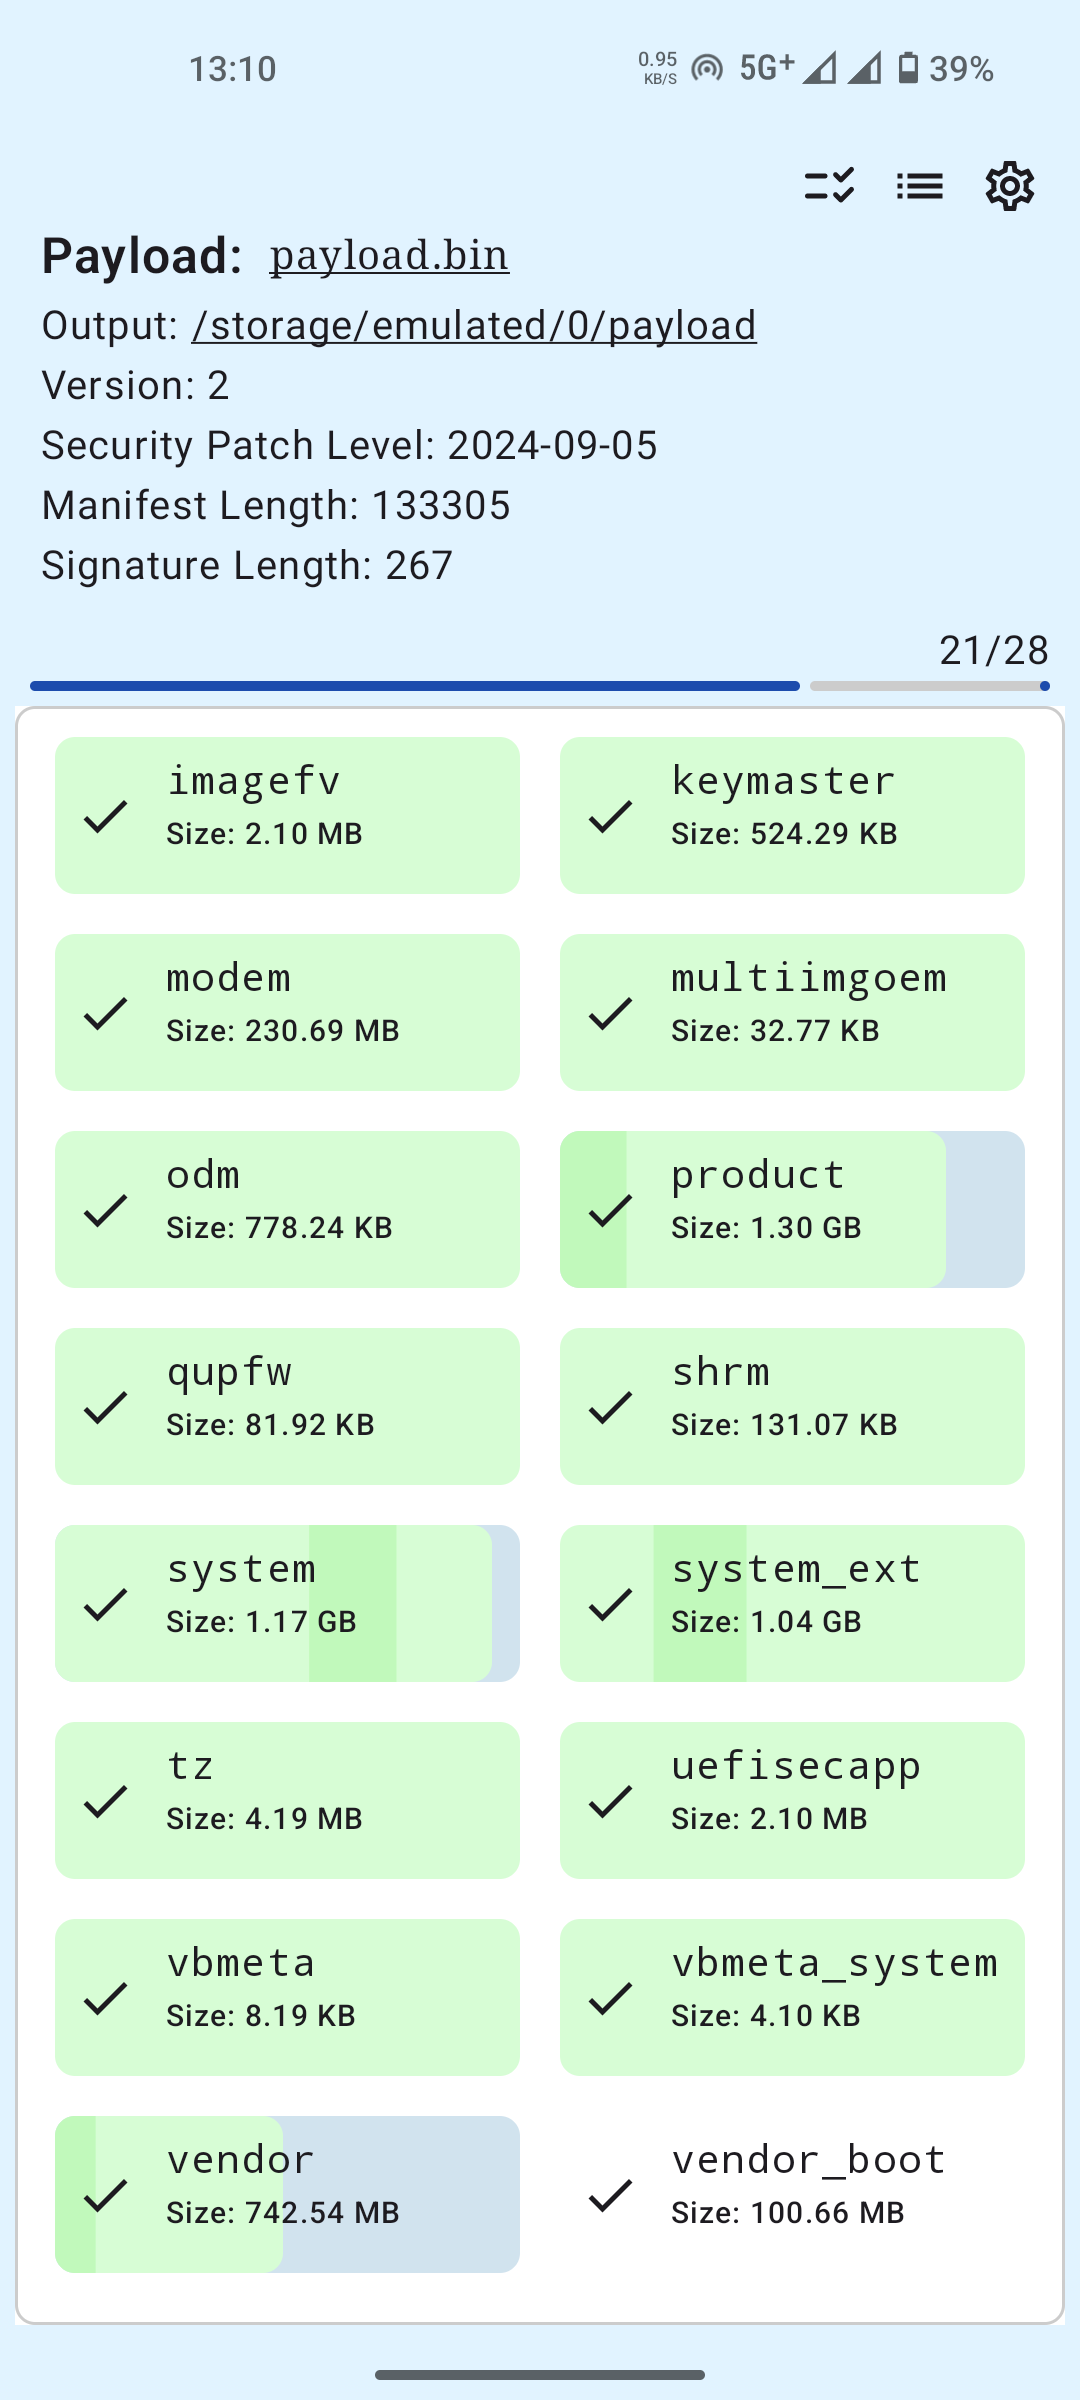 13:10
0.95 KB/S 5G+ 39%
Payload: payload.bin
Output: /storage/emulated/0/payload
Version: 2
Security Patch Level: 2024-09-05
Manifest Length: 133305
Signature Length: 267
21/28
imagefv
Size: 2.10 MB
keymaster
Size: 524.29 KB
modem
Size: 230.69 MB
multiimgoem
Size: 32.77 KB
odm
Size: 778.24 KB
product
Size: 1.30 GB
qupfw
Size: 81.92 KB
shrm
Size: 131.07 KB
system
Size: 1.17 GB
system_ext
Size: 1.04 GB
tz
Size: 4.19 MB
uefisecapp
Size: 2.10 MB
vbmeta
Size: 8.19 KB
vbmeta_system
Size: 4.10 KB
vendor
Size: 742.54 MB
vendor_boot
Size: 100.66 MB